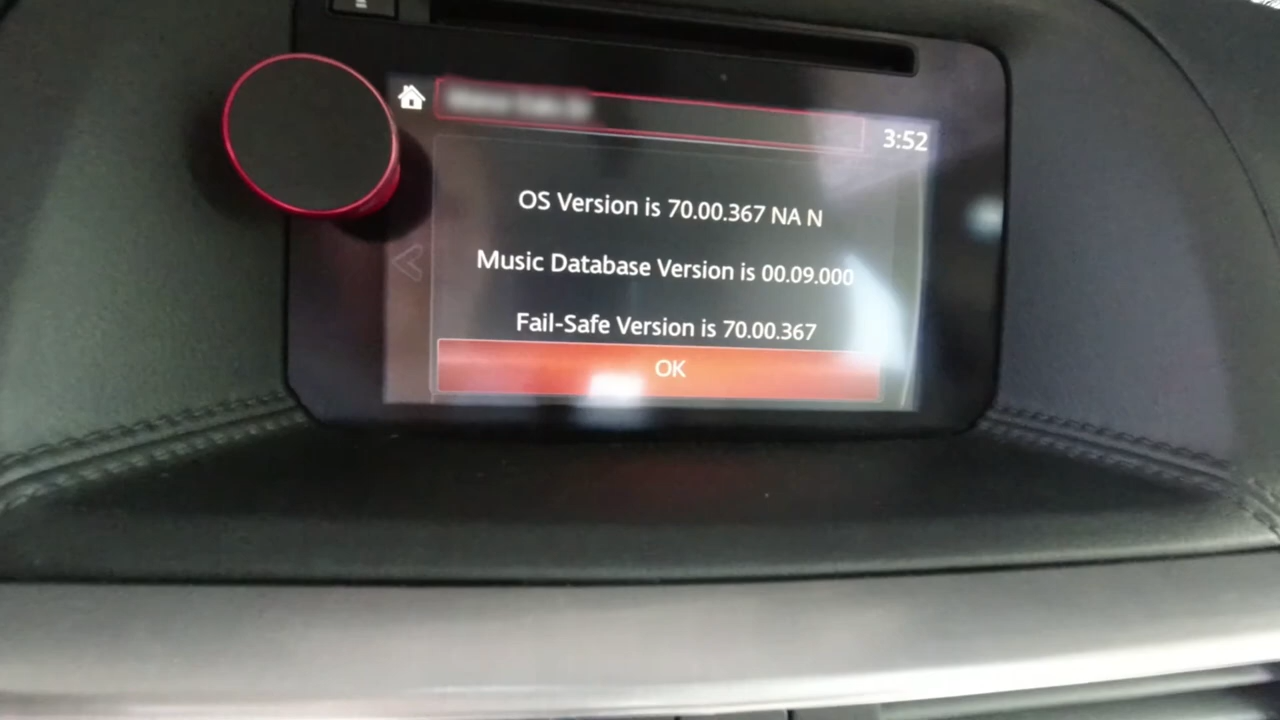 3:52
OS Version is 70.00.367 NA N
Music Database Version is 00.09.000
Fail-Safe Version is 70.00.367
OK